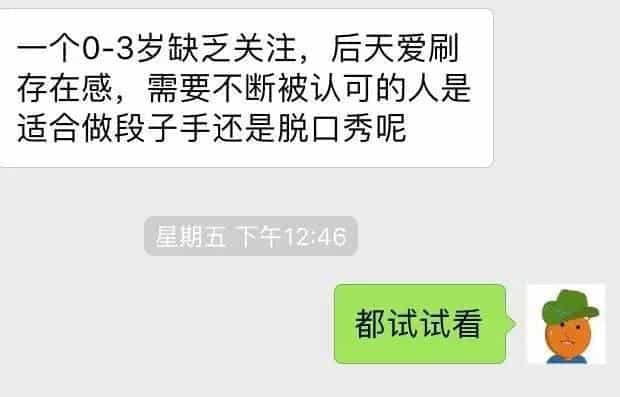 一个0-3岁缺乏关注，后天爱刷
存在感，需要不断被认可的人是
适合做段子手还是脱口秀呢
星期五 下午12:46
都试试看